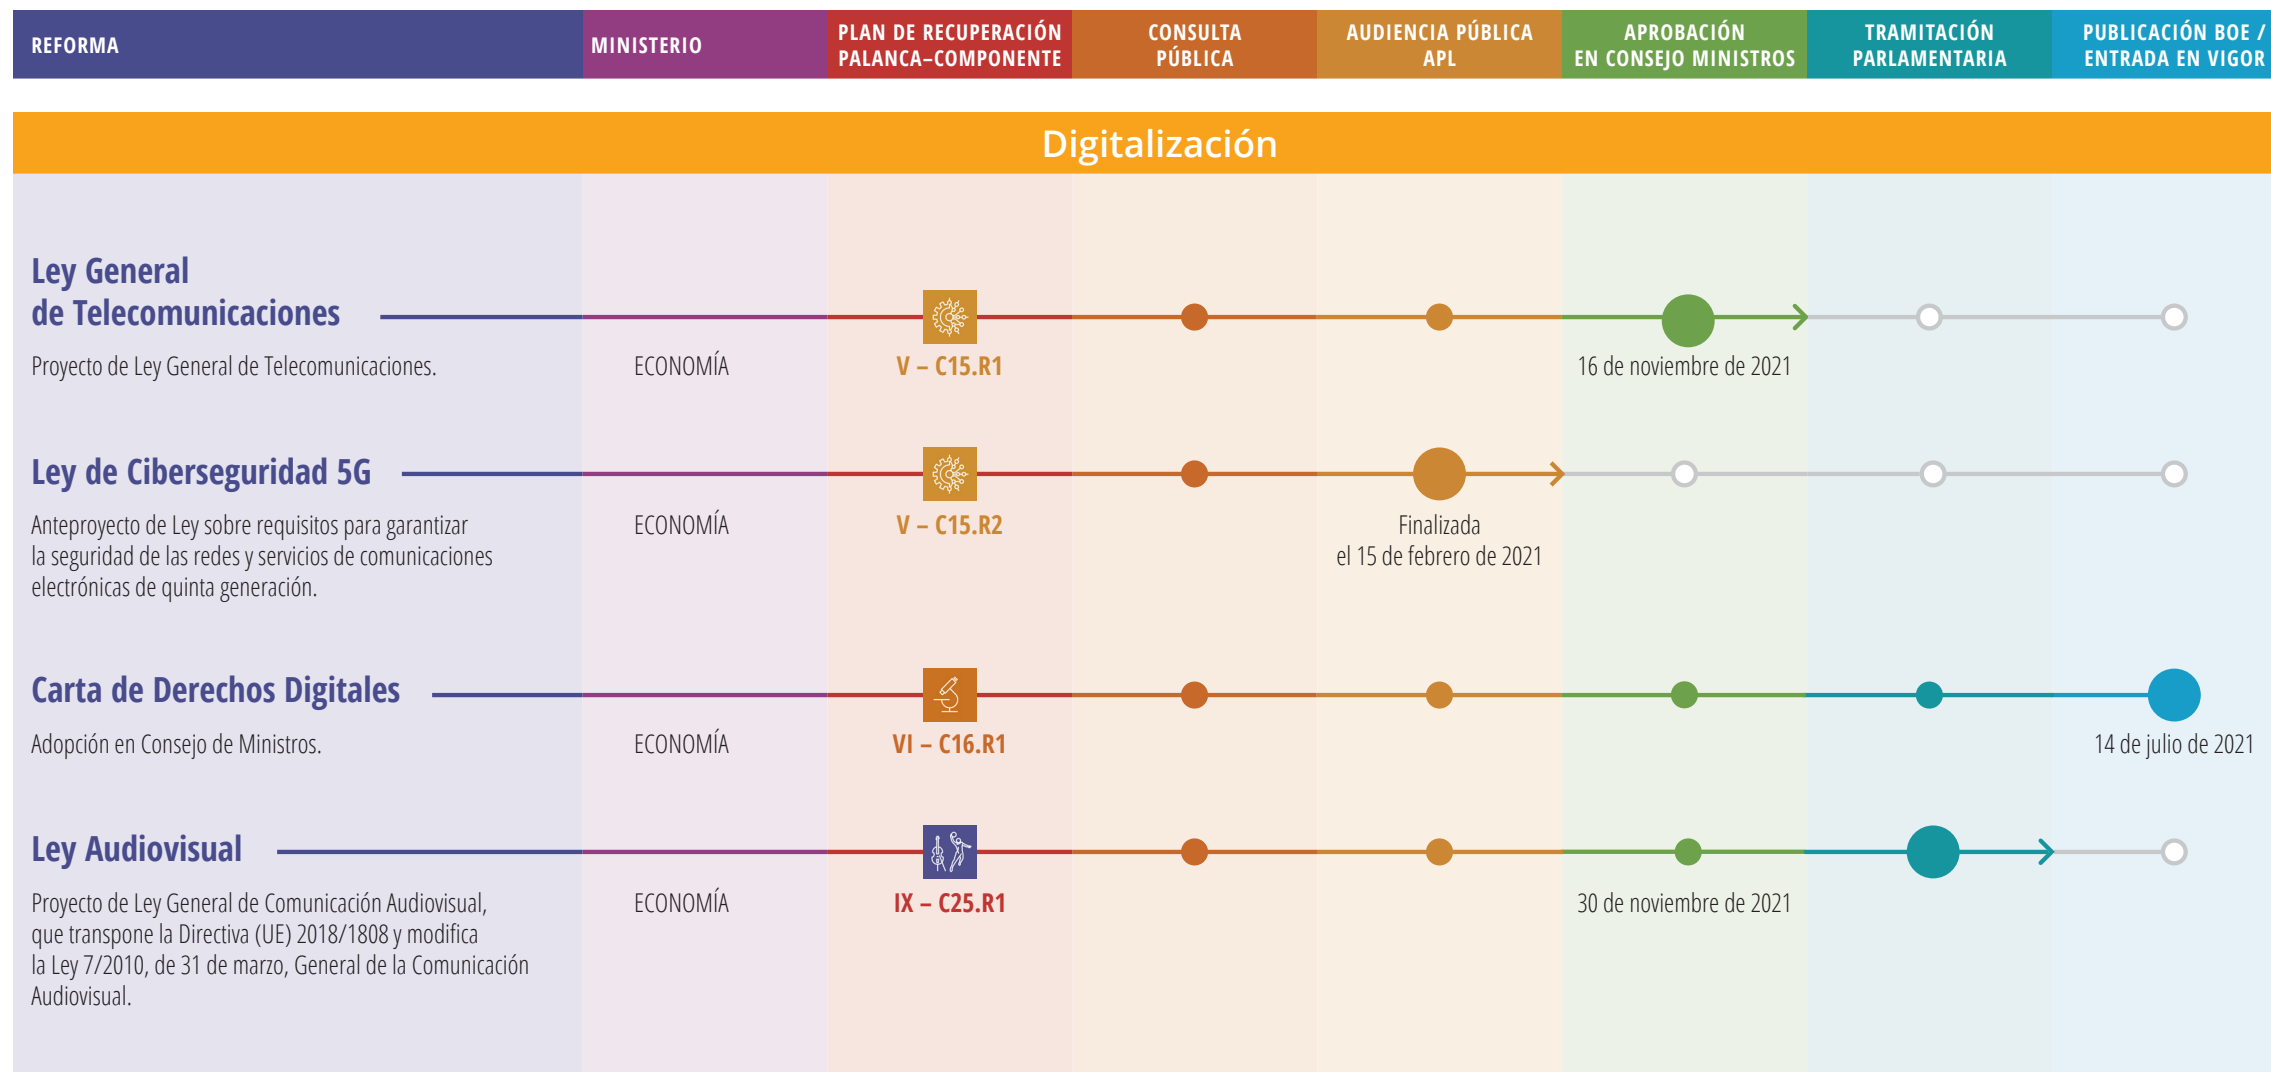 REFORMA
MINISTERIO
PLAN DE RECUPERACIÓN
PALANCA–COMPONENTE
CONSULTA
PÚBLICA
AUDIENCIA PÚBLICA
APL
APROBACIÓN
EN CONSEJO MINISTROS
TRAMITACIÓN
PARLAMENTARIA
PUBLICACIÓN BOE /
ENTRADA EN VIGOR
Digitalización
Ley General
de Telecomunicaciones
Proyecto de Ley General de Telecomunicaciones.
ECONOMÍA
V – C15.R1
16 de noviembre de 2021
Ley de Ciberseguridad 5G
Anteproyecto de Ley sobre requisitos para garantizar
la seguridad de las redes y servicios de comunicaciones
electrónicas de quinta generación.
ECONOMÍA
V – C15.R2
Finalizada
el 15 de febrero de 2021
Carta de Derechos Digitales
Adopción en Consejo de Ministros.
ECONOMÍA
VI – C16.R1
14 de julio de 2021
Ley Audiovisual
Proyecto de Ley General de Comunicación Audiovisual,
que transpone la Directiva (UE) 2018/1808 y modifica
la Ley 7/2010, de 31 de marzo, General de la Comunicación
Audiovisual.
ECONOMÍA
IX – C25.R1
30 de noviembre de 2021